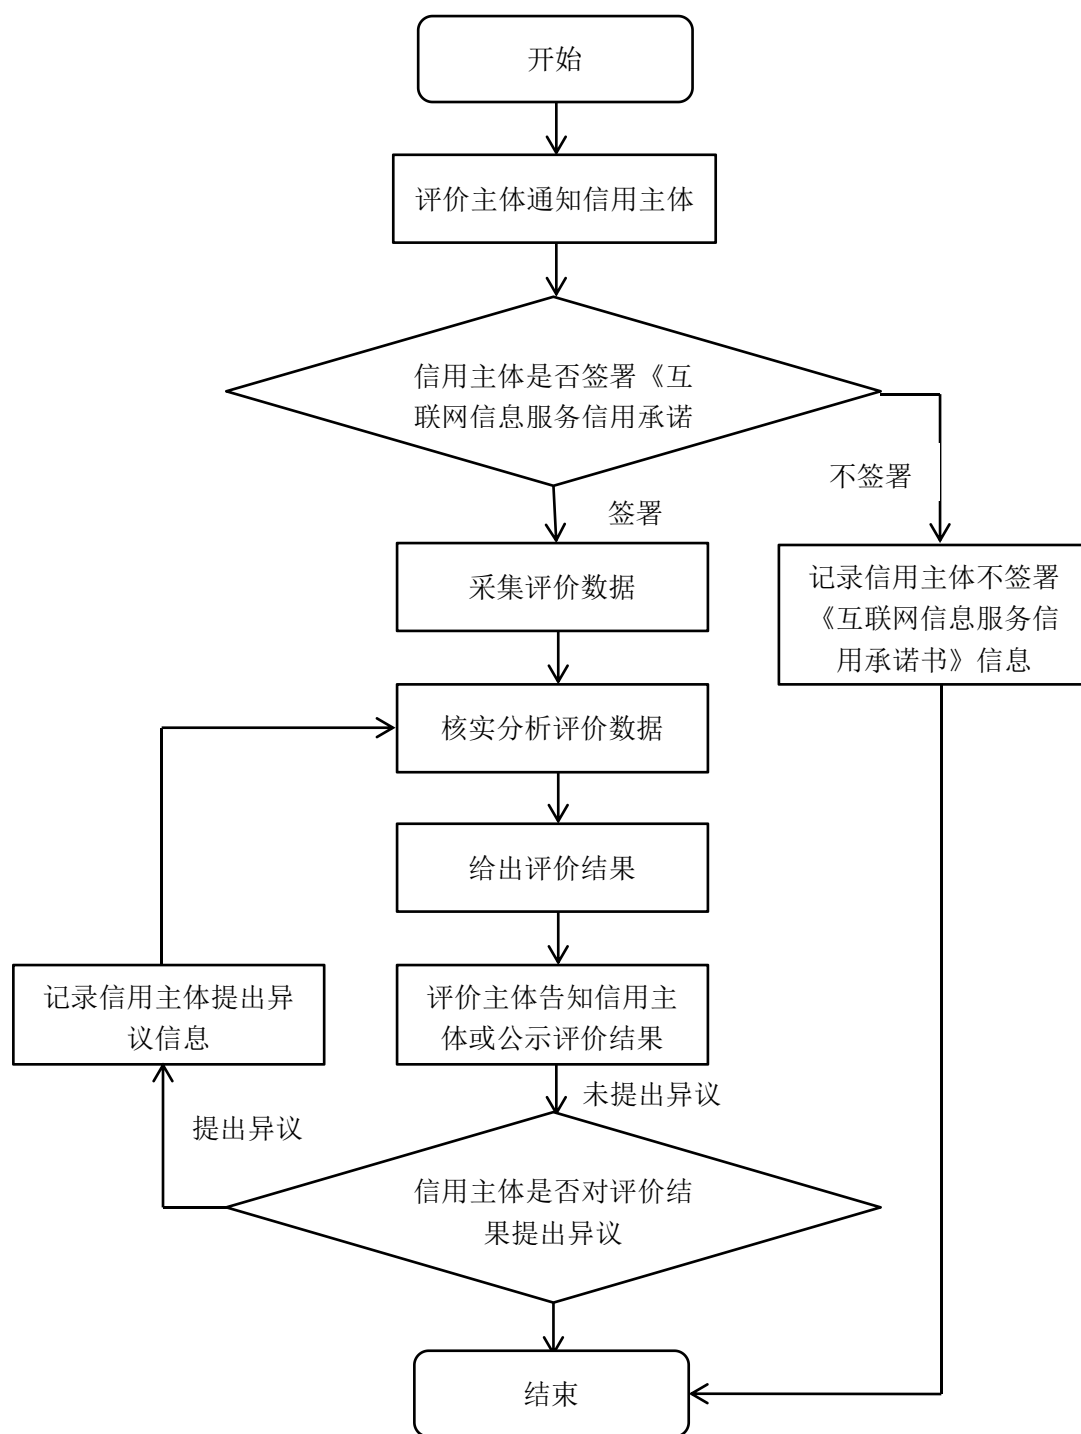 开始
评价主体通知信用主体
信用主体是否签署《互
联网信息服务信用承诺
不签署
签署
采集评价数据
记录信用主体不签署
《互联网信息服务信
用承诺书》信息
核实分析评价数据
给出评价结果
记录信用主体提出异
议信息
评价主体告知信用主
体或公示评价结果
未提出异议
提出异议
信用主体是否对评价结
果提出异议
结束